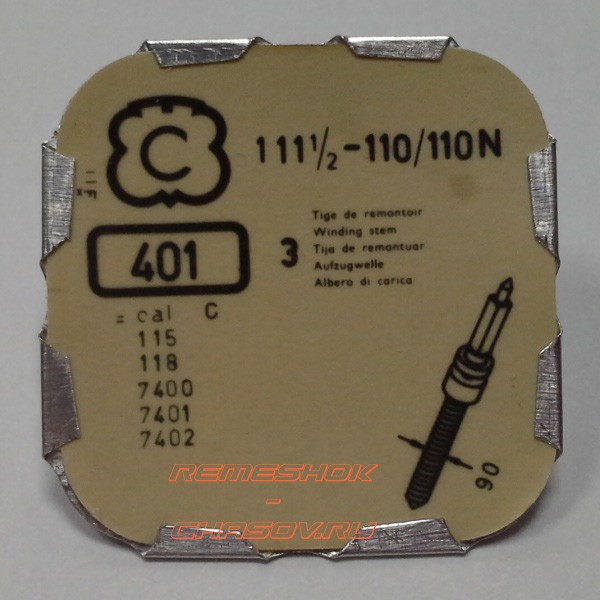 C
111½-110/110N
401
3
Tige de remontoir
Winding stem
Tija de remontuar
Aufzugwelle
Albero di carica
= cal C
115
118
7400
7401
7402
90
REMESHOK
-
CHASOV.RU